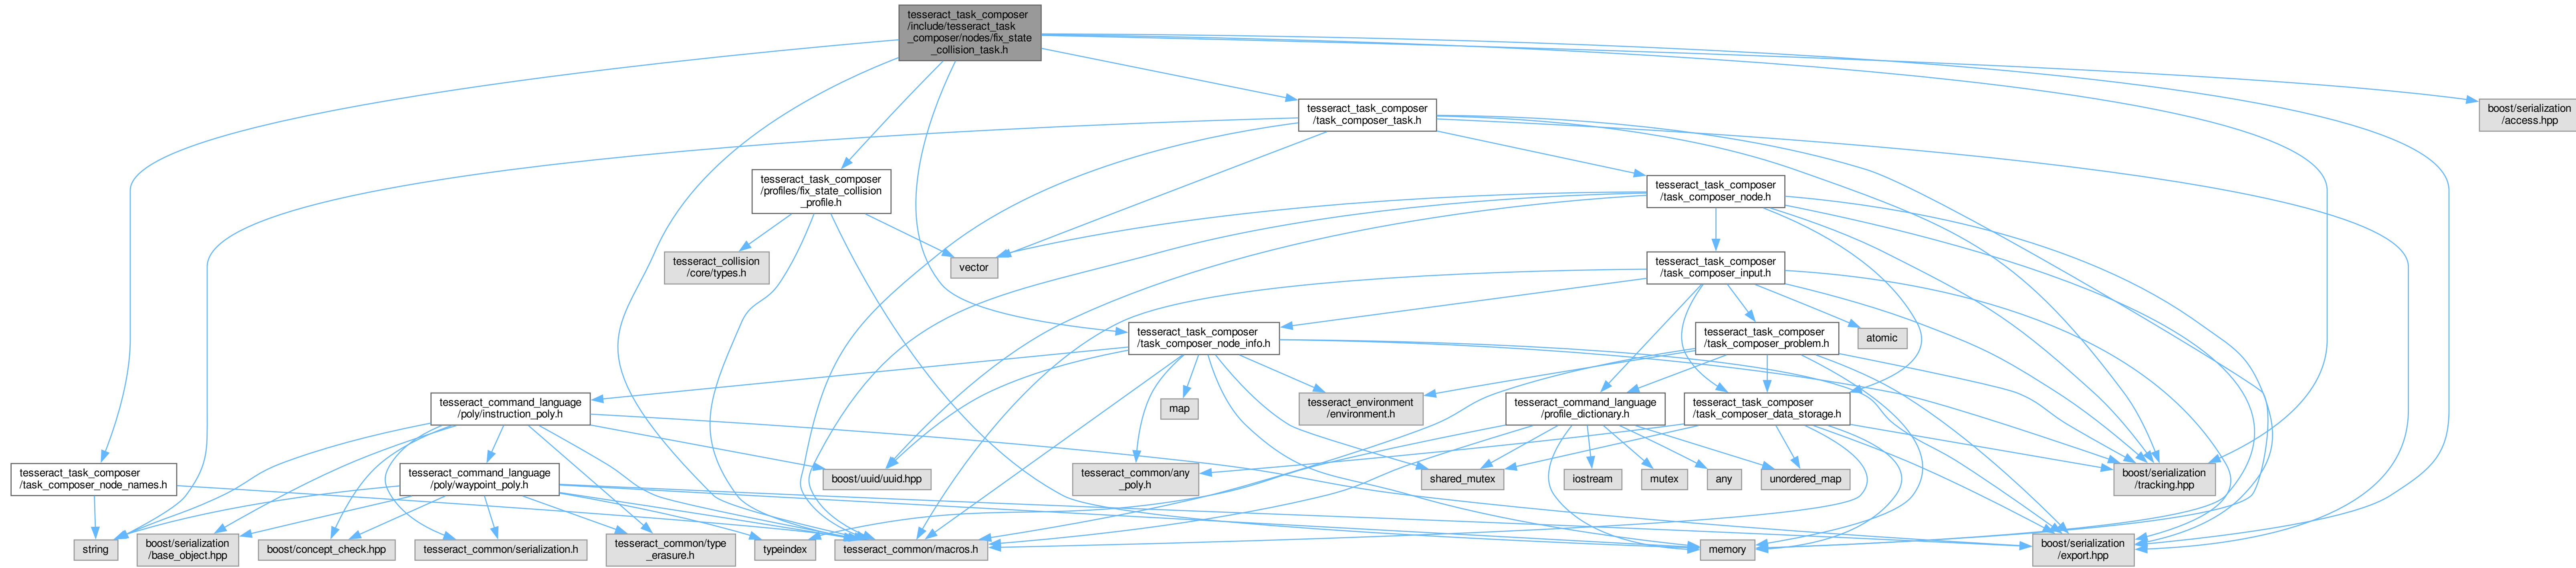 tesseract_task_composer
/include/tesseract_task
_composer/nodes/fix_state
_collision_task.h
tesseract_task_composer
/task_composer_task.h
boost/serialization
/access.hpp
tesseract_task_composer
/profiles/fix_state_collision
_profile.h
tesseract_task_composer
/task_composer_node.h
tesseract_collision
/core/types.h
vector
tesseract_task_composer
/task_composer_input.h
tesseract_task_composer
/task_composer_node_info.h
tesseract_task_composer
/task_composer_problem.h
atomic
tesseract_command_language
/poly/instruction_poly.h
map
tesseract_environment
/environment.h
tesseract_command_language
/profile_dictionary.h
tesseract_task_composer
/task_composer_data_storage.h
tesseract_task_composer
/task_composer_node_names.h
tesseract_command_language
/poly/waypoint_poly.h
boost/uuid/uuid.hpp
tesseract_common/any
_poly.h
shared_mutex
iostream
mutex
any
unordered_map
boost/serialization
/tracking.hpp
string
boost/serialization
/base_object.hpp
boost/concept_check.hpp
tesseract_common/serialization.h
tesseract_common/type
_erasure.h
typeindex
tesseract_common/macros.h
memory
boost/serialization
/export.hpp